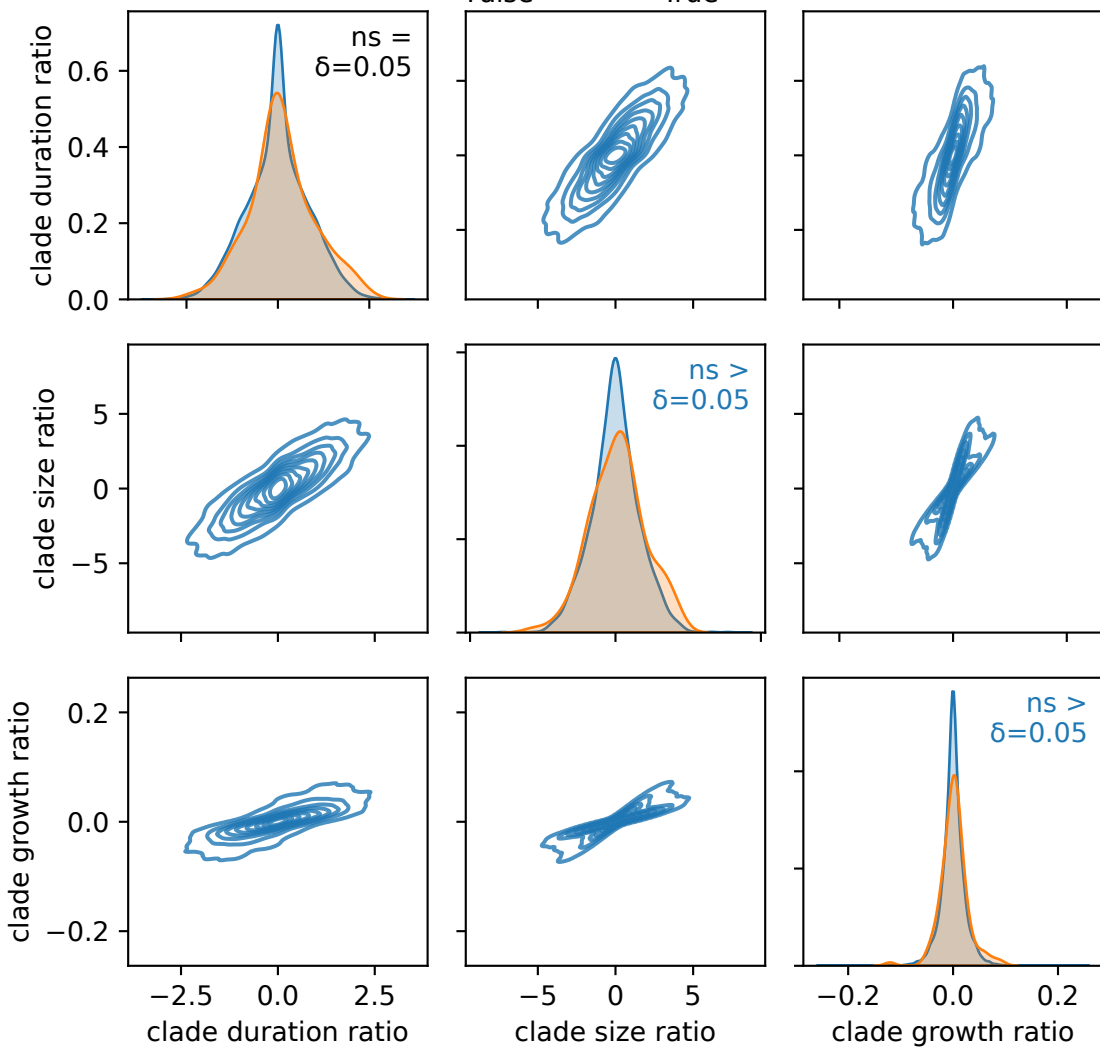 clade duration ratio
0.6
0.4
0.2
0.0
ns =
δ=0.05
clade size ratio
5
0
−5
ns >
δ=0.05
clade growth ratio
0.2
0.0
−0.2
ns >
δ=0.05
−2.5 0.0 2.5
−5 0 5
−0.2 0.0 0.2
clade duration ratio
clade size ratio
clade growth ratio